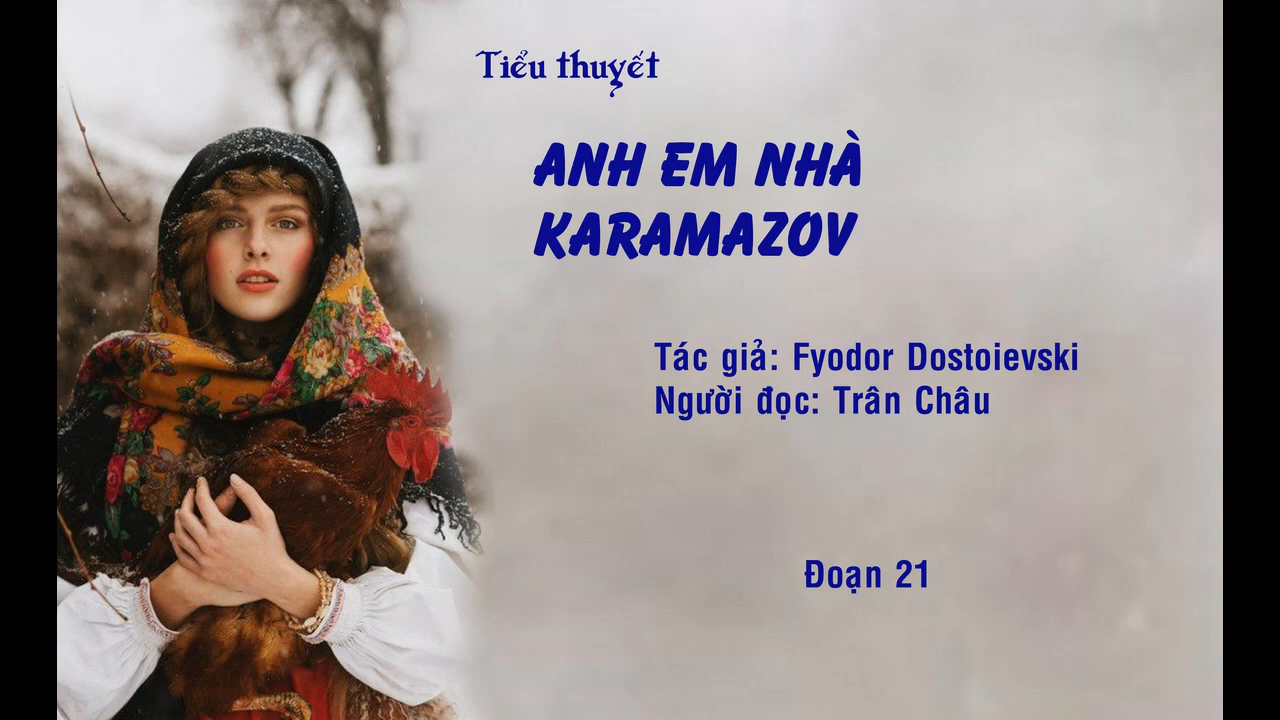 Tiểu thuyết
ANH EM NHÀ
KARAMAZOV
Tác giả: Fyodor Dostoievski
Người đọc: Trân Châu
Đoạn 21